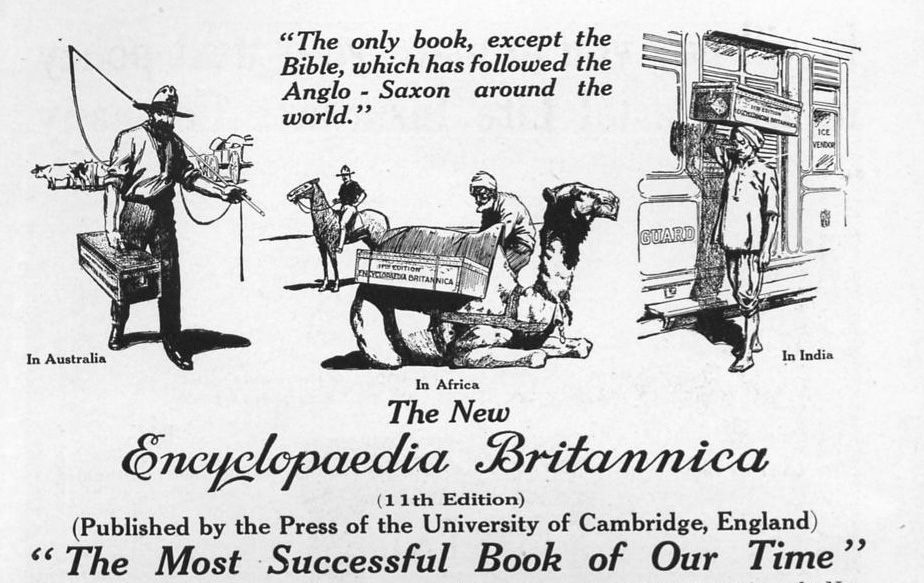 “The only book, except the
Bible, which has followed the
Anglo - Saxon around the
world.”
11TH EDITION
ENCYCLOPAEDIA BRITANNICA
ICE
VENDOR
GUARD
11TH EDITION
ENCYCLOPAEDIA BRITANNICA
In Australia
In Africa
In India
The New
Encyclopaedia Britannica
(11th Edition)
(Published by the Press of the University of Cambridge, England)
“The Most Successful Book of Our Time”